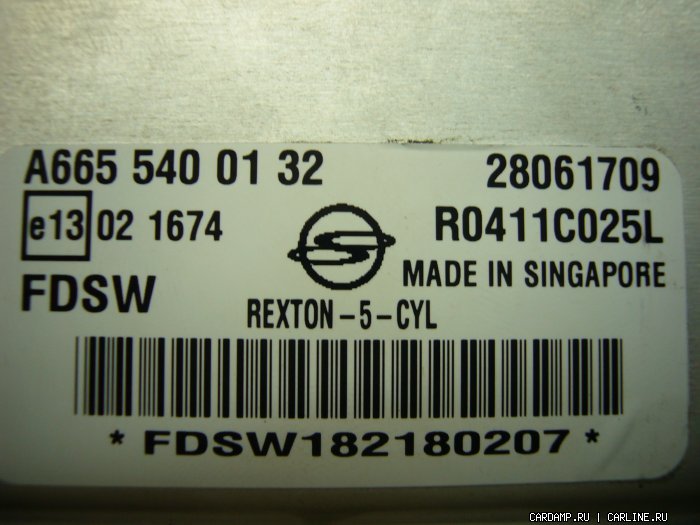 A665 540 01 32 28061709
e13 02 1674 R0411C025L
FDSW MADE IN SINGAPORE
REXTON-5-CYL
* FDSW182180207 *
CARDAMP.RU | CARLINE.RU